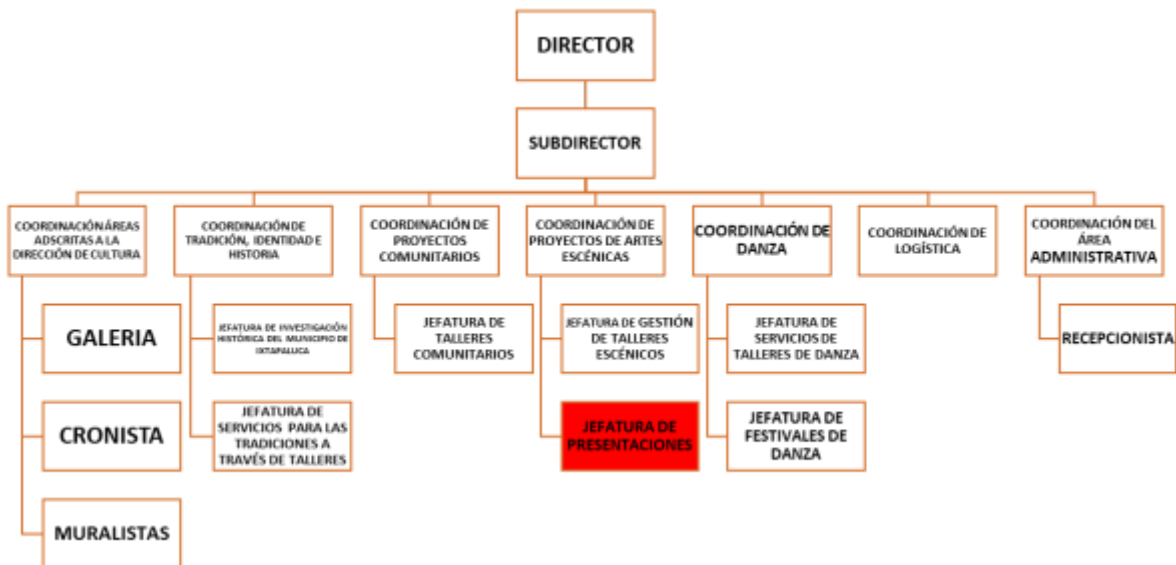 DIRECTOR
SUBDIRECTOR
COORDINACIÓN ÁREAS
ADSCRITAS A LA
DIRECCIÓN DE CULTURA
COORDINACIÓN DE
TRADICIÓN, IDENTIDAD E
HISTORIA
COORDINACIÓN DE
PROYECTOS
COMUNITARIOS
COORDINACIÓN DE
PROYECTOS DE ARTES
ESCÉNICAS
COORDINACIÓN DE
DANZA
COORDINACIÓN DE
LOGÍSTICA
COORDINACIÓN DEL
ÁREA
ADMINISTRATIVA
GALERIA
JEFATURA DE INVESTIGACIÓN
HISTÓRICA DEL MUNICIPIO DE
IXTAPALUCA
JEFATURA DE
TALLERES
COMUNITARIOS
JEFATURA DE GESTIÓN
DE TALLERES
ESCÉNICOS
JEFATURA DE
SERVICIOS DE
TALLERES DE DANZA
RECEPCIONISTA
CRONISTA
JEFATURA DE
SERVICIOS PARA LAS
TRADICIONES A
TRAVÉS DE TALLERES
JEFATURA DE
PRESENTACIONES
JEFATURA DE
FESTIVALES DE
DANZA
MURALISTAS